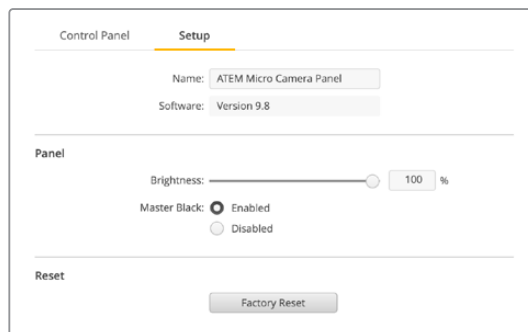 Control Panel Setup
Name: ATEM Micro Camera Panel
Software: Version 9.8
Panel
Brightness: 100 %
Master Black: Enabled
Disabled
Reset
Factory Reset